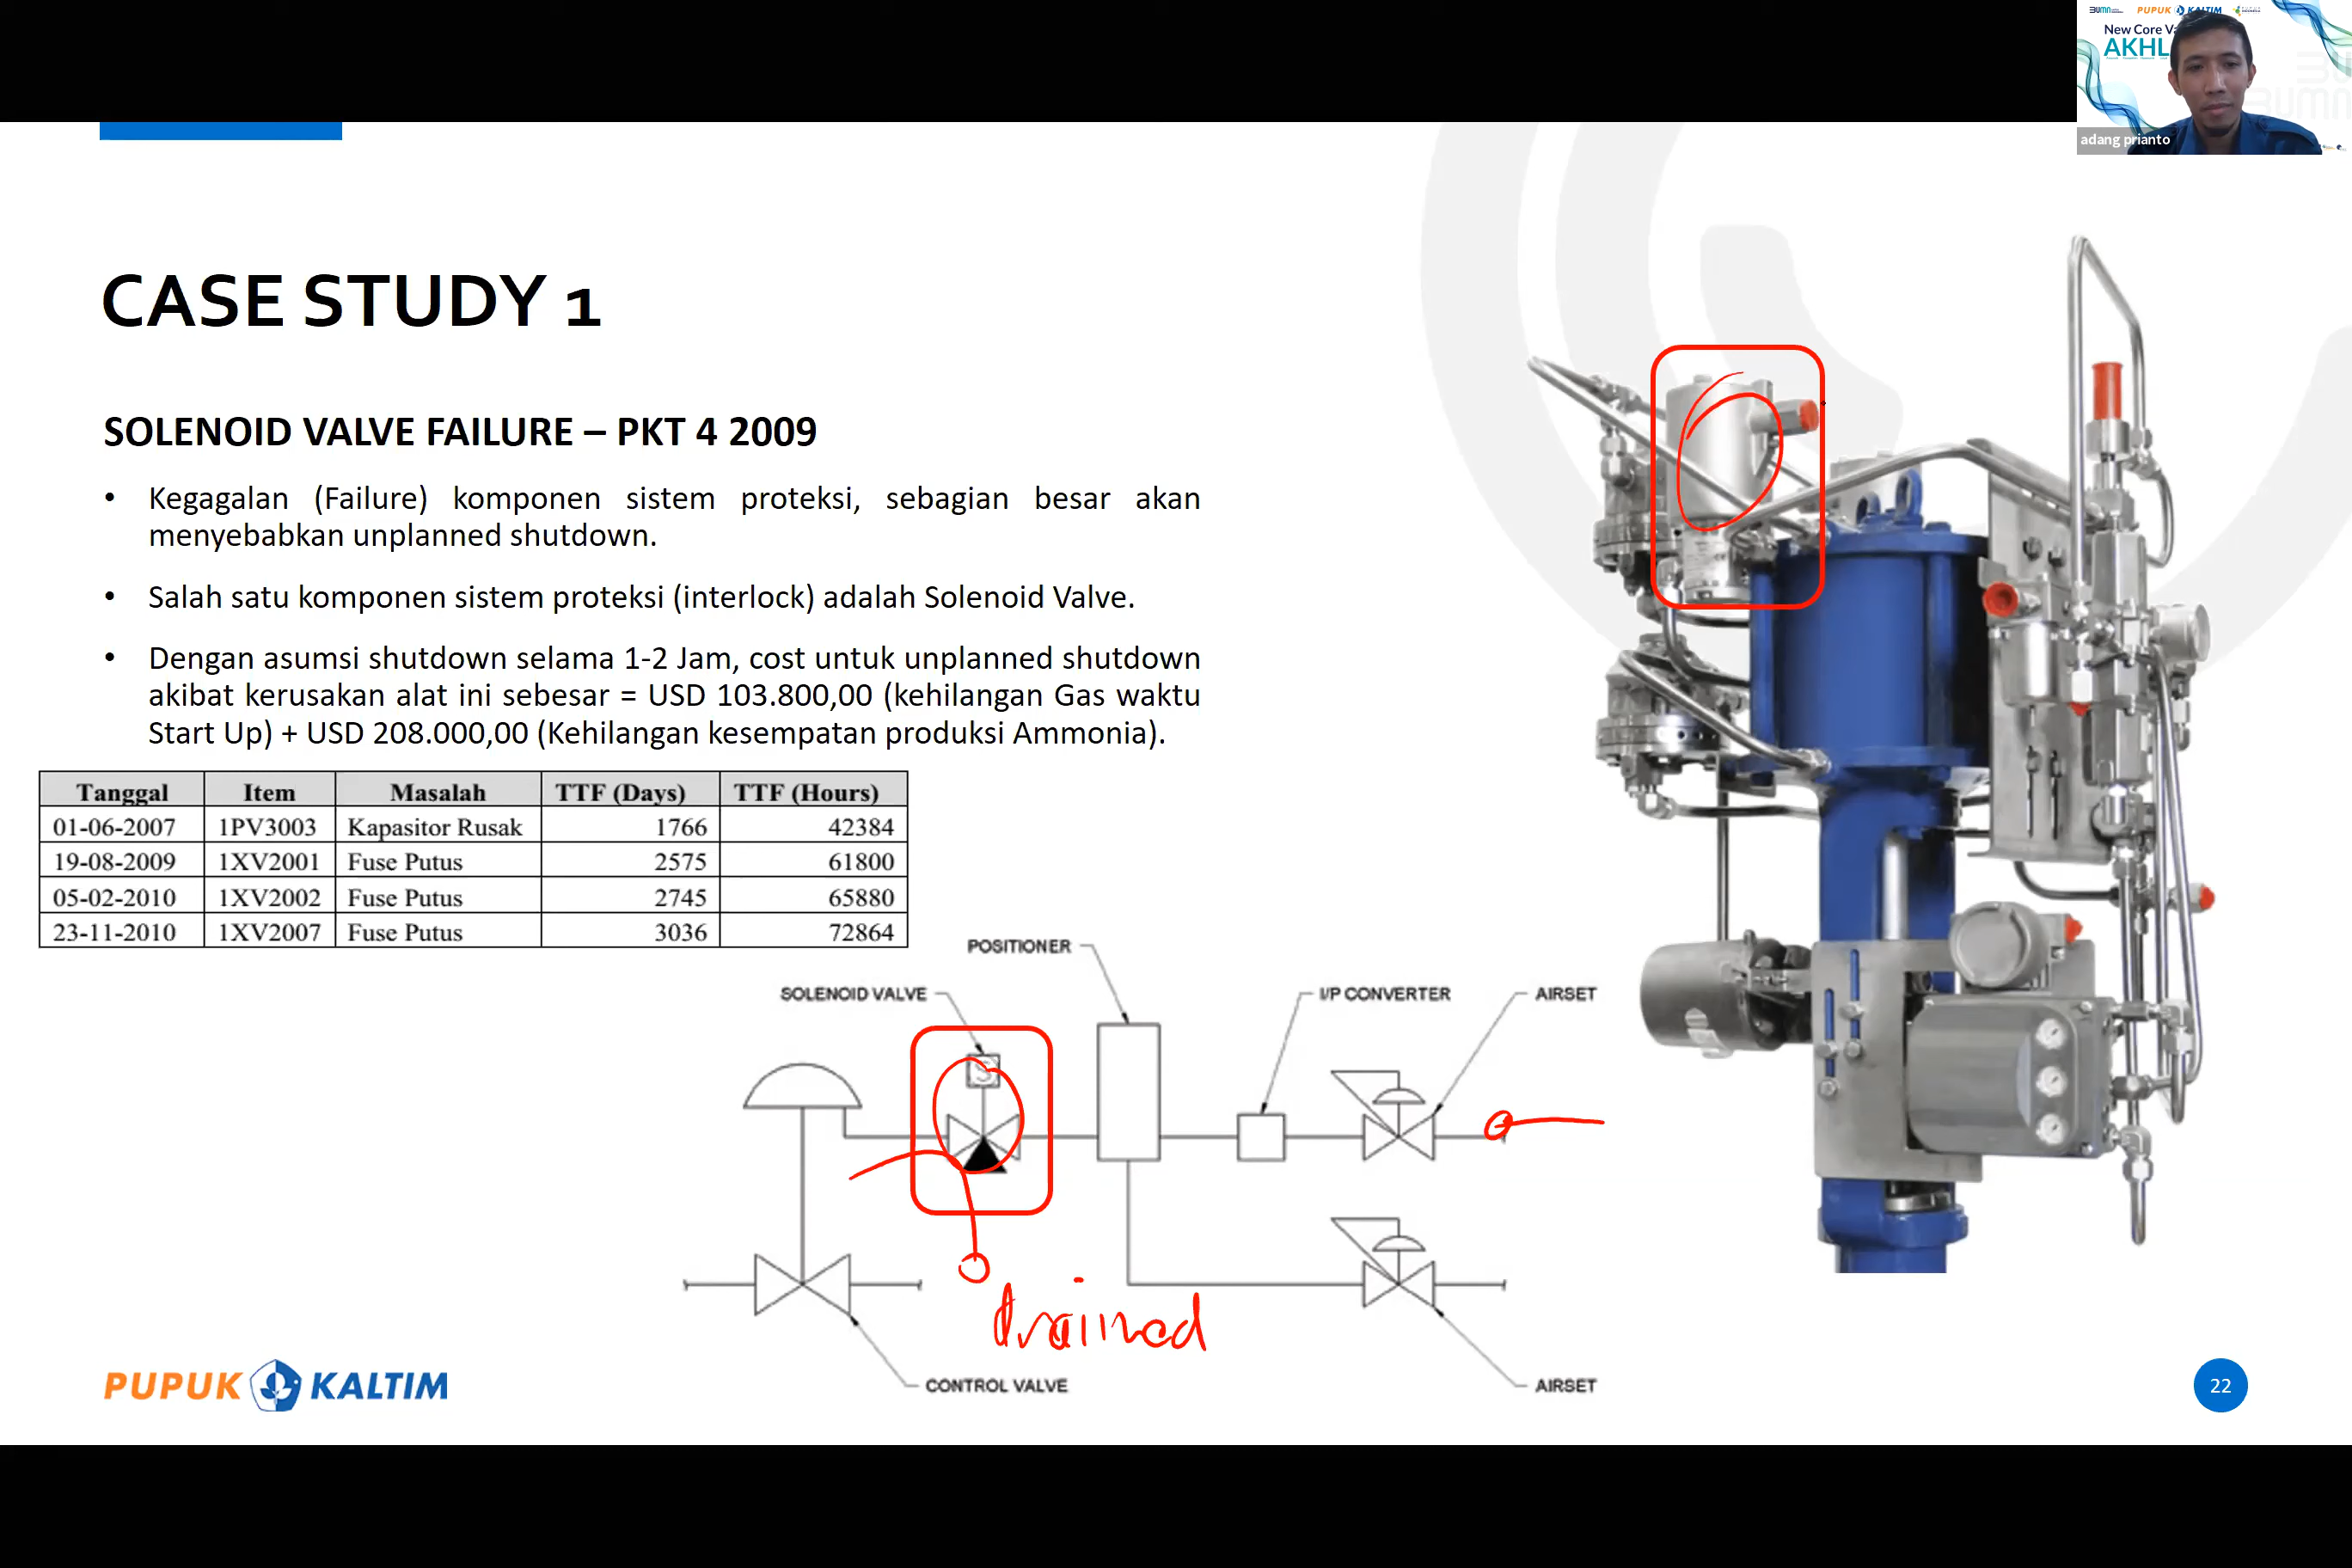 PUPUK KALTIM
New Core Va
AKHL
adang prianto
CASE STUDY 1
SOLENOID VALVE FAILURE – PKT 4 2009
• Kegagalan (Failure) komponen sistem proteksi, sebagian besar akan
menyebabkan unplanned shutdown.
• Salah satu komponen sistem proteksi (interlock) adalah Solenoid Valve.
• Dengan asumsi shutdown selama 1-2 Jam, cost untuk unplanned shutdown
akibat kerusakan alat ini sebesar = USD 103.800,00 (kehilangan Gas waktu
Start Up) + USD 208.000,00 (Kehilangan kesempatan produksi Ammonia).
Tanggal Item Masalah TTF (Days) TTF (Hours)
01-06-2007 1PV3003 Kapasitor Rusak 1766 42384
19-08-2009 1XV2001 Fuse Putus 2575 61800
05-02-2010 1XV2002 Fuse Putus 2745 65880
23-11-2010 1XV2007 Fuse Putus 3036 72864
POSITIONER
SOLENOID VALVE
I/P CONVERTER
AIRSET
S
drained
CONTROL VALVE
AIRSET
PUPUK KALTIM
22